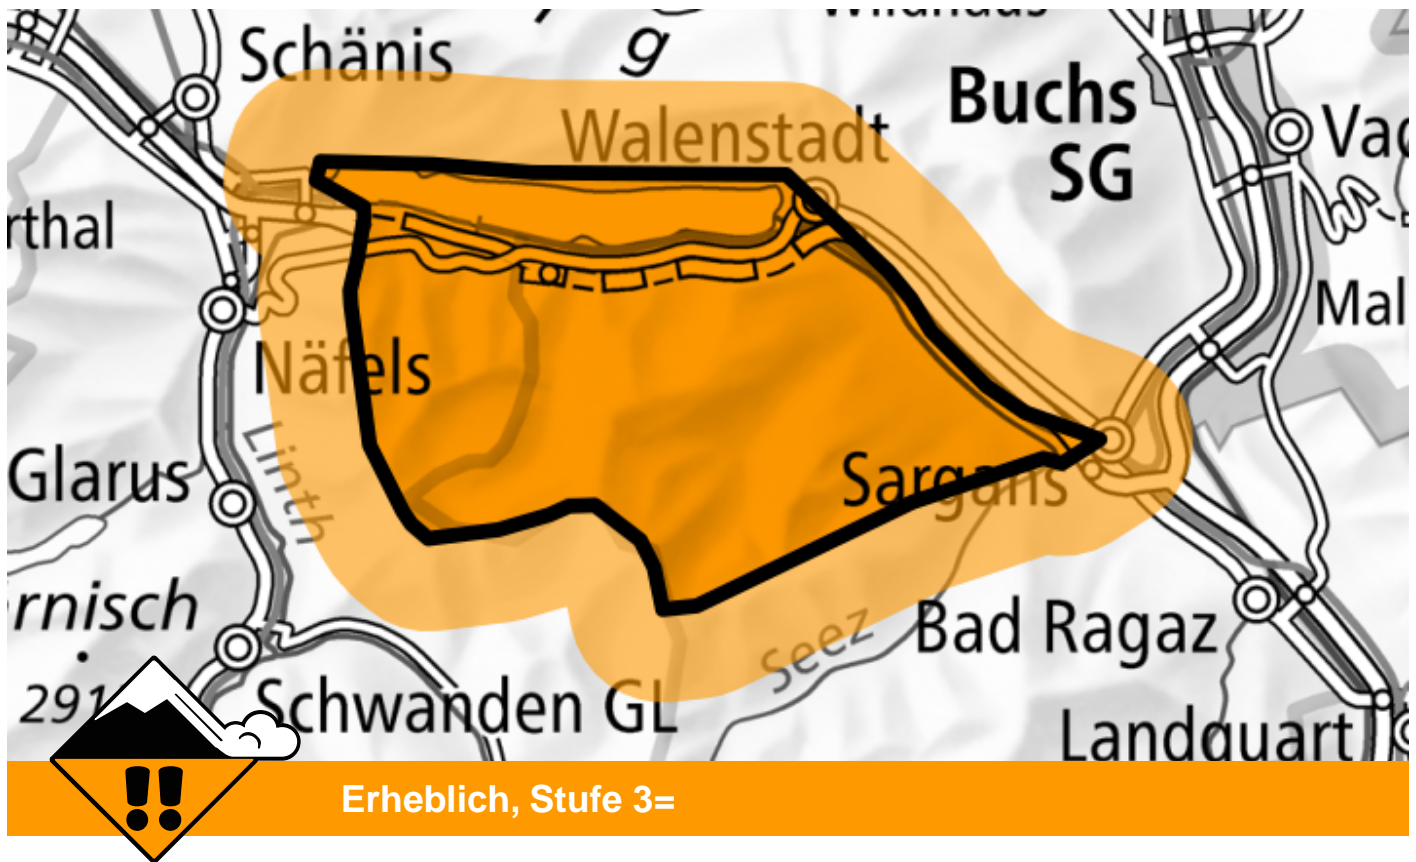 Schänis
g
Walenstadt
Buchs
SG
rthal
Näfels
Glarus
Linth
Sargans
rnisch
291
Seez
Bad Ragaz
Schwanden GL
Landquart
Erheblich, Stufe 3=